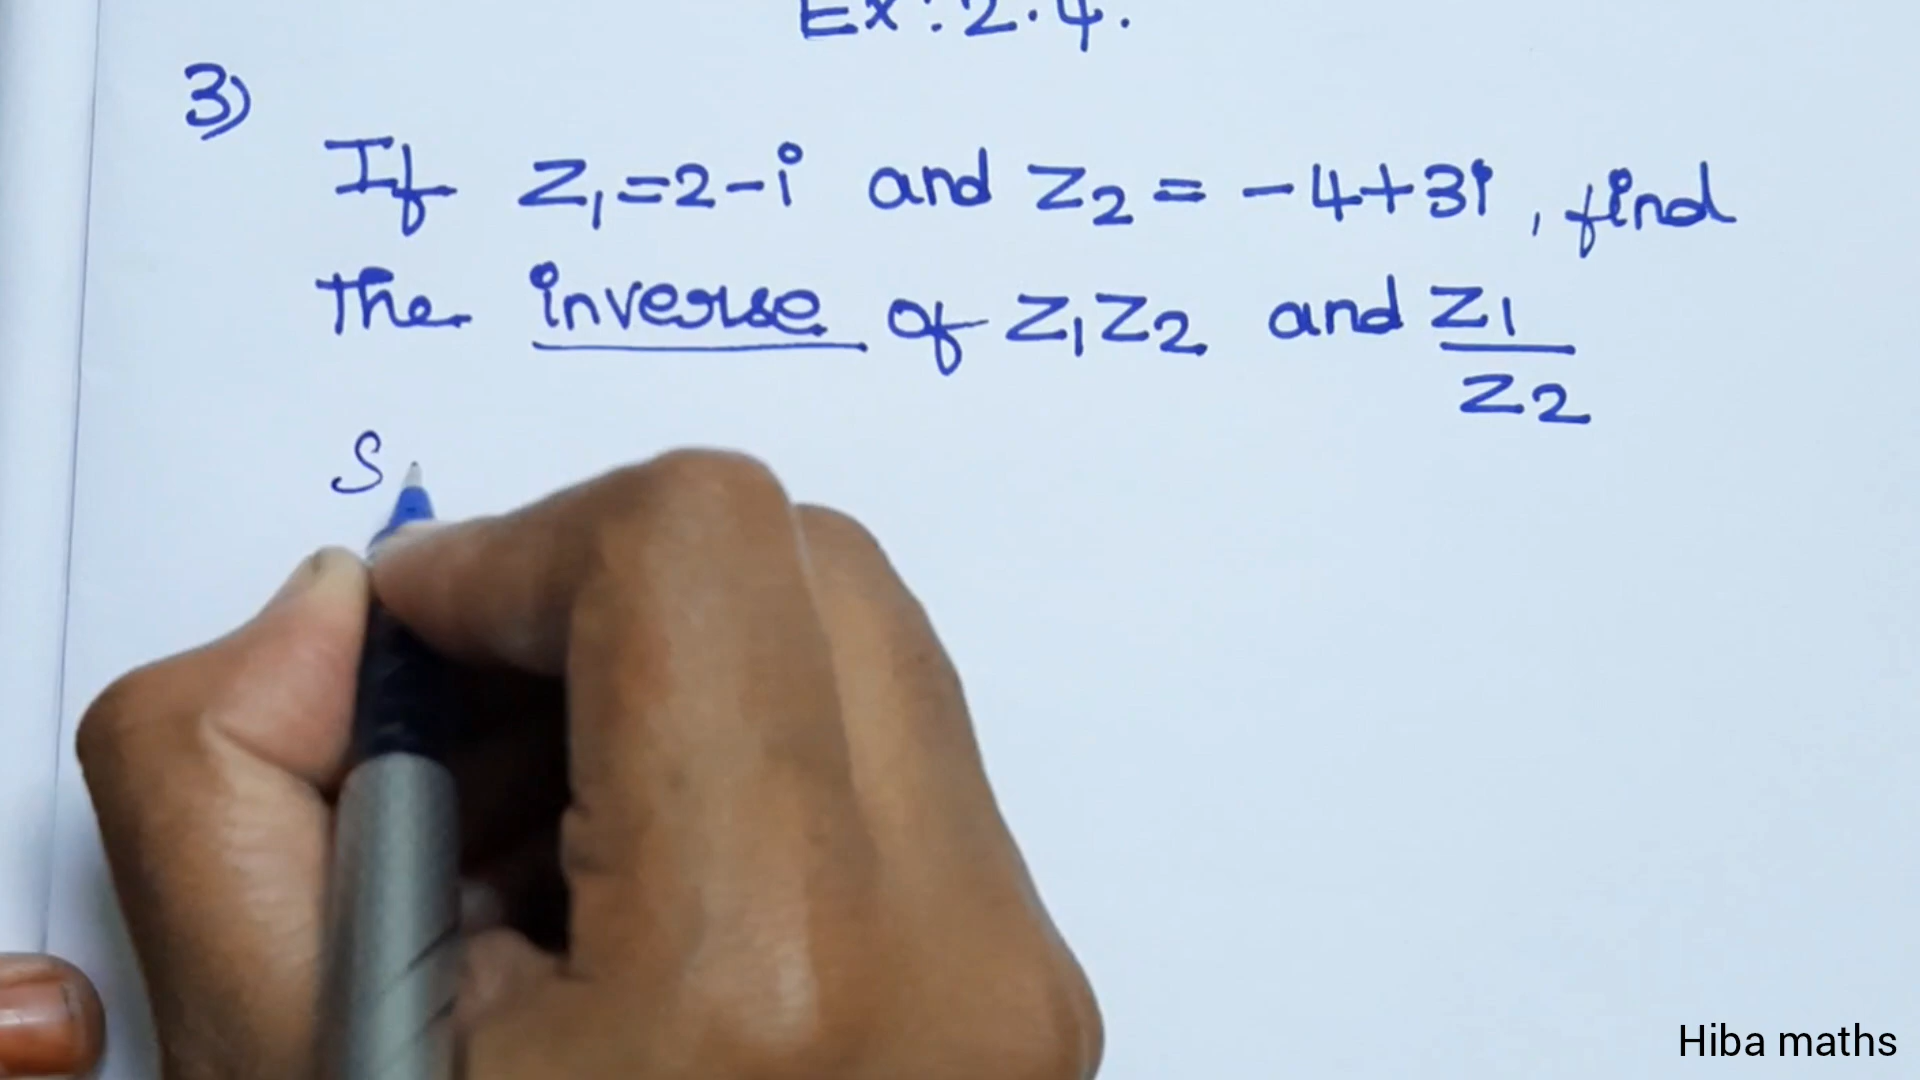 Ex: 2.4.
3)
If z₁=2-i and z₂ = -4+3i, find
the inverse of z₁z₂ and z₁/z₂
S
Hiba maths